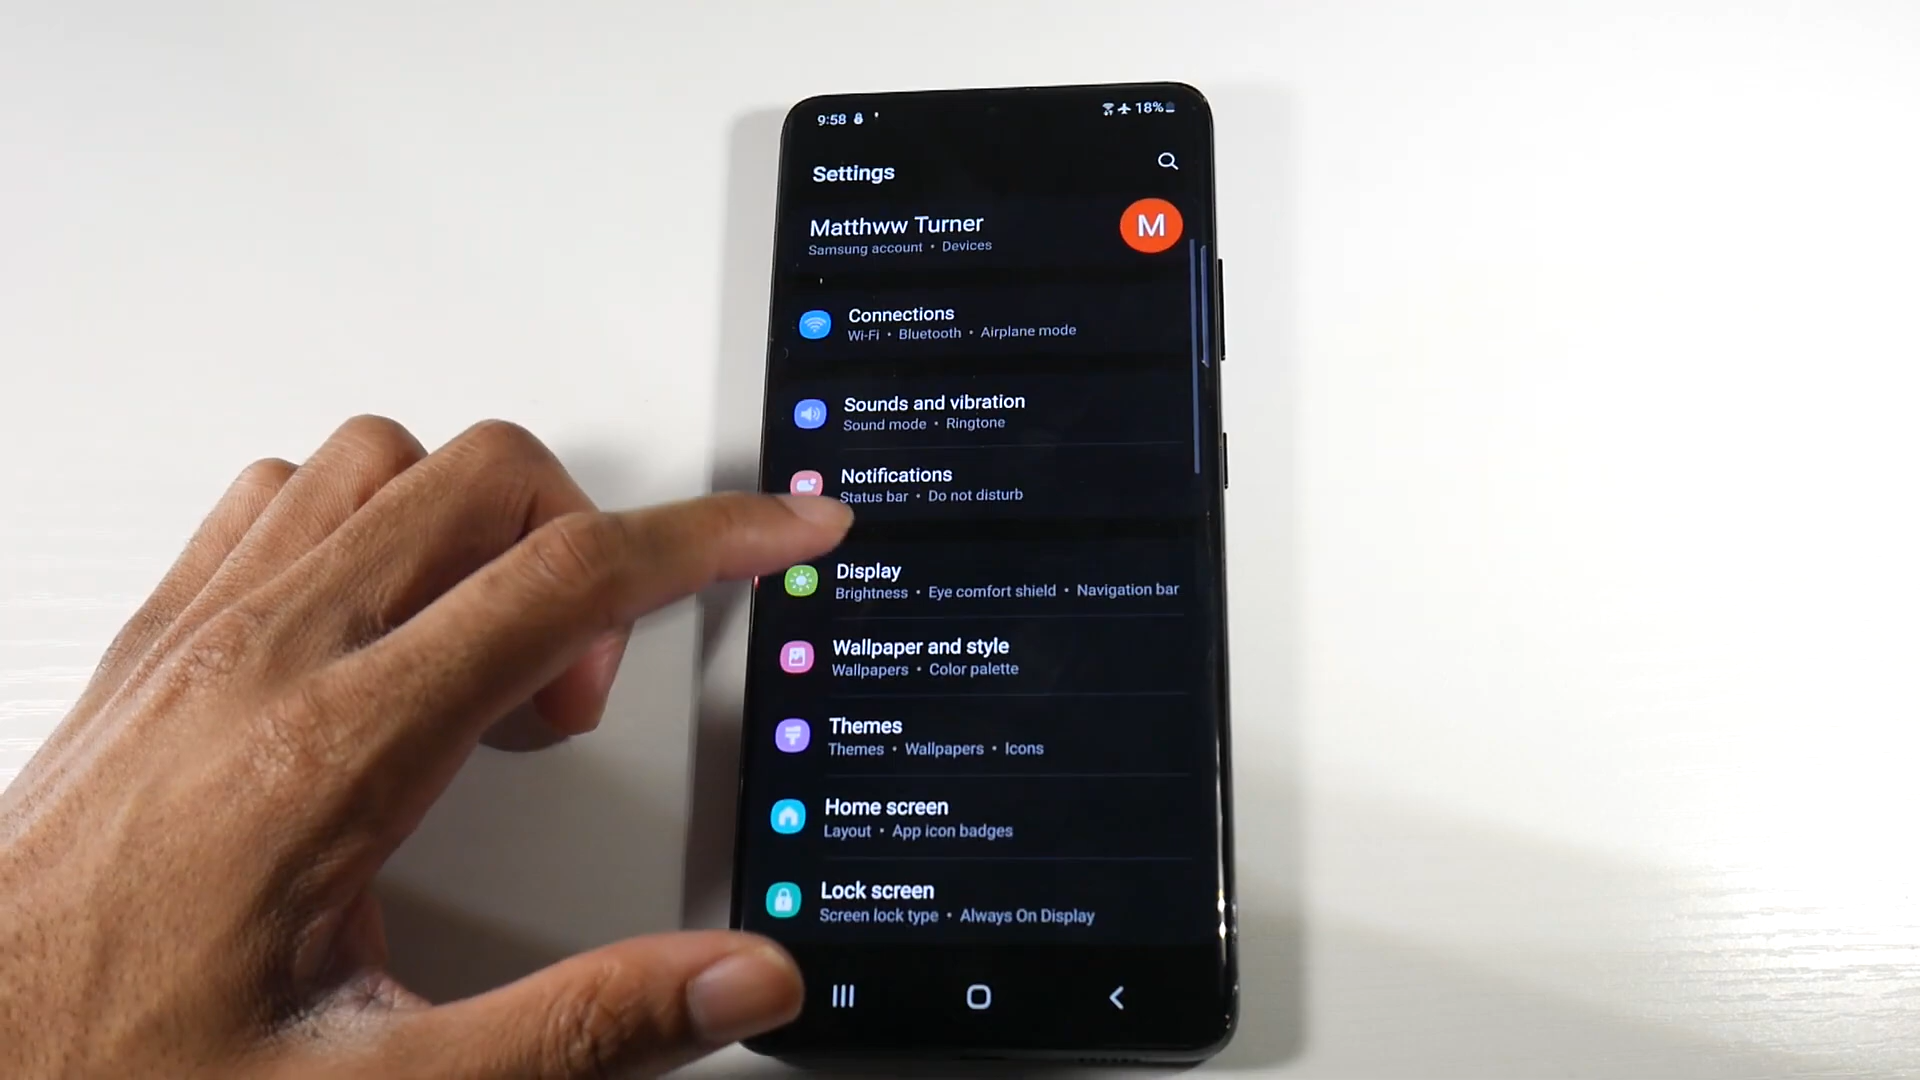 9:58
18%
Settings
Matthww Turner
M
Samsung account • Devices
Connections
Wi-Fi • Bluetooth • Airplane mode
Sounds and vibration
Sound mode • Ringtone
Notifications
Status bar • Do not disturb
Display
Brightness • Eye comfort shield • Navigation bar
Wallpaper and style
Wallpapers • Color palette
Themes
Themes • Wallpapers • Icons
Home screen
Layout • App icon badges
Lock screen
Screen lock type • Always On Display